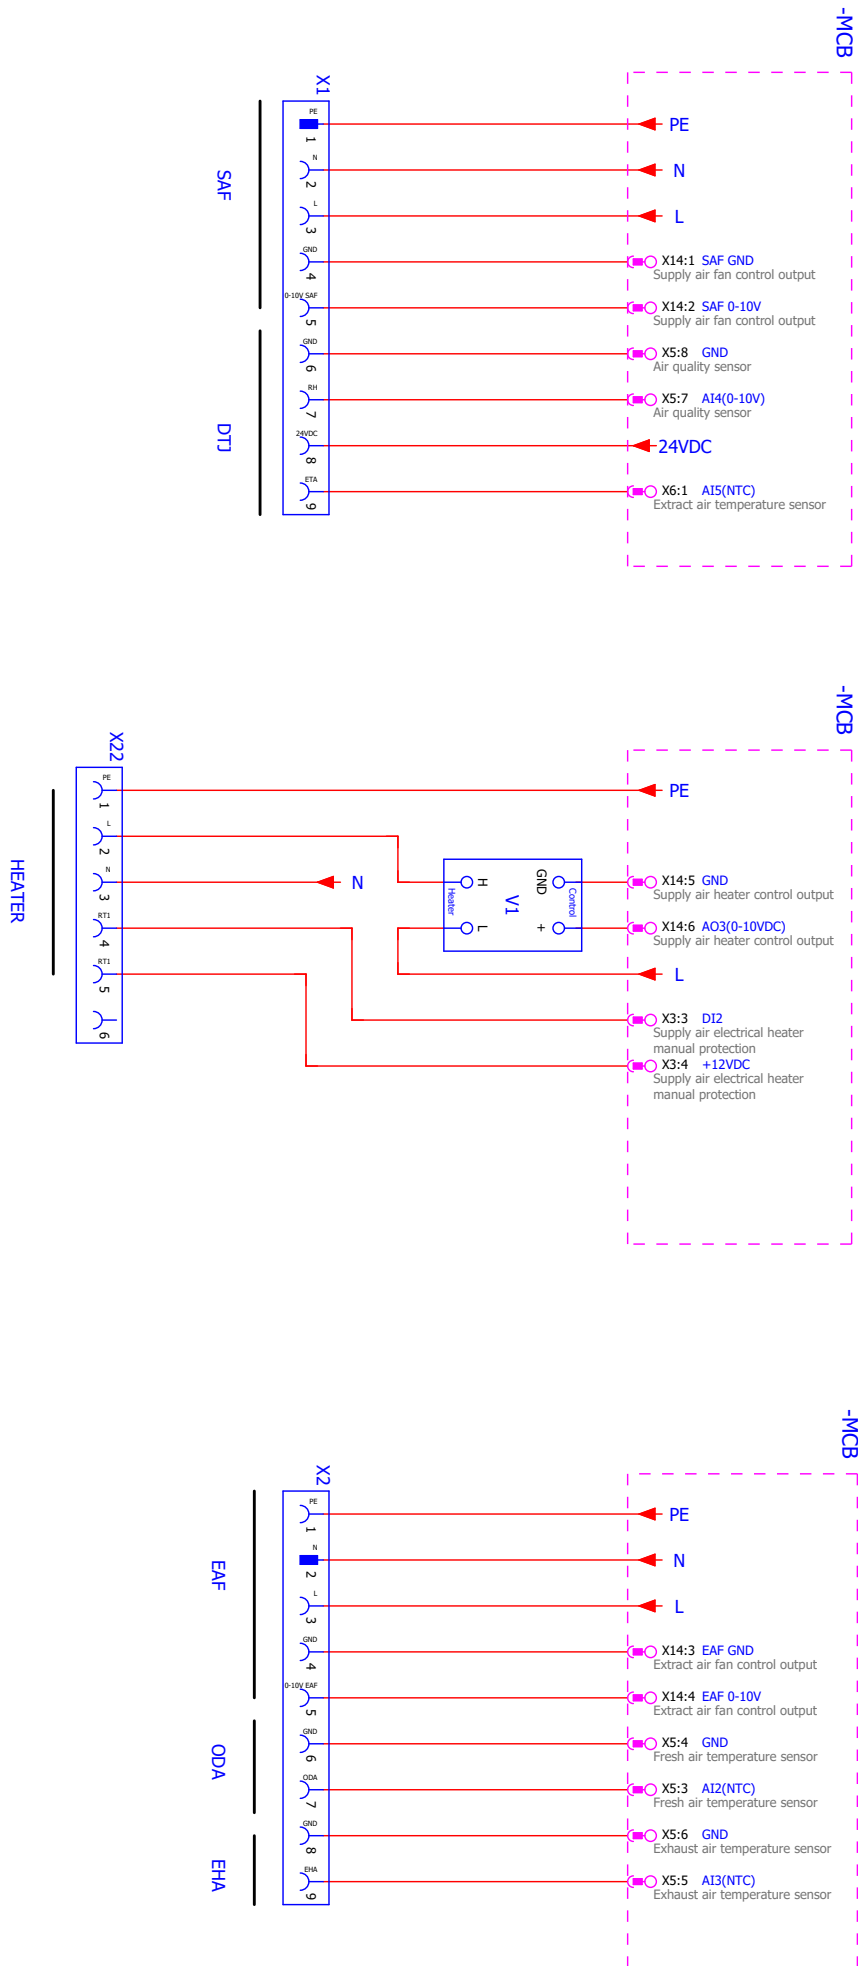 -MCB
X1
PE
1
PE
N
2
N
L
3
L
SAF
GND
4
X14:1 SAF GND
Supply air fan control output
0-10V SAF
5
X14:2 SAF 0-10V
Supply air fan control output
GND
6
X5:8 GND
Air quality sensor
RH
7
X5:7 AI4(0-10V)
Air quality sensor
DTJ
24VDC
8
24VDC
ETA
9
X6:1 AI5(NTC)
Extract air temperature sensor
-MCB
X22
PE
1
PE
L
2
N
3
N
HEATER
RT1
4
RT1
5
6
H
L
Heater
V1
GND
+
Control
X14:5 GND
Supply air heater control output
X14:6 AO3(0-10VDC)
Supply air heater control output
L
X3:3 DI2
Supply air electrical heater
manual protection
X3:4 +12VDC
Supply air electrical heater
manual protection
-MCB
X2
PE
1
PE
N
2
N
EAF
L
3
L
GND
4
X14:3 EAF GND
Extract air fan control output
0-10V EAF
5
X14:4 EAF 0-10V
Extract air fan control output
GND
6
X5:4 GND
Fresh air temperature sensor
ODA
ODA
7
X5:3 AI2(NTC)
Fresh air temperature sensor
GND
8
X5:6 GND
Exhaust air temperature sensor
EHA
EHA
9
X5:5 AI3(NTC)
Exhaust air temperature sensor